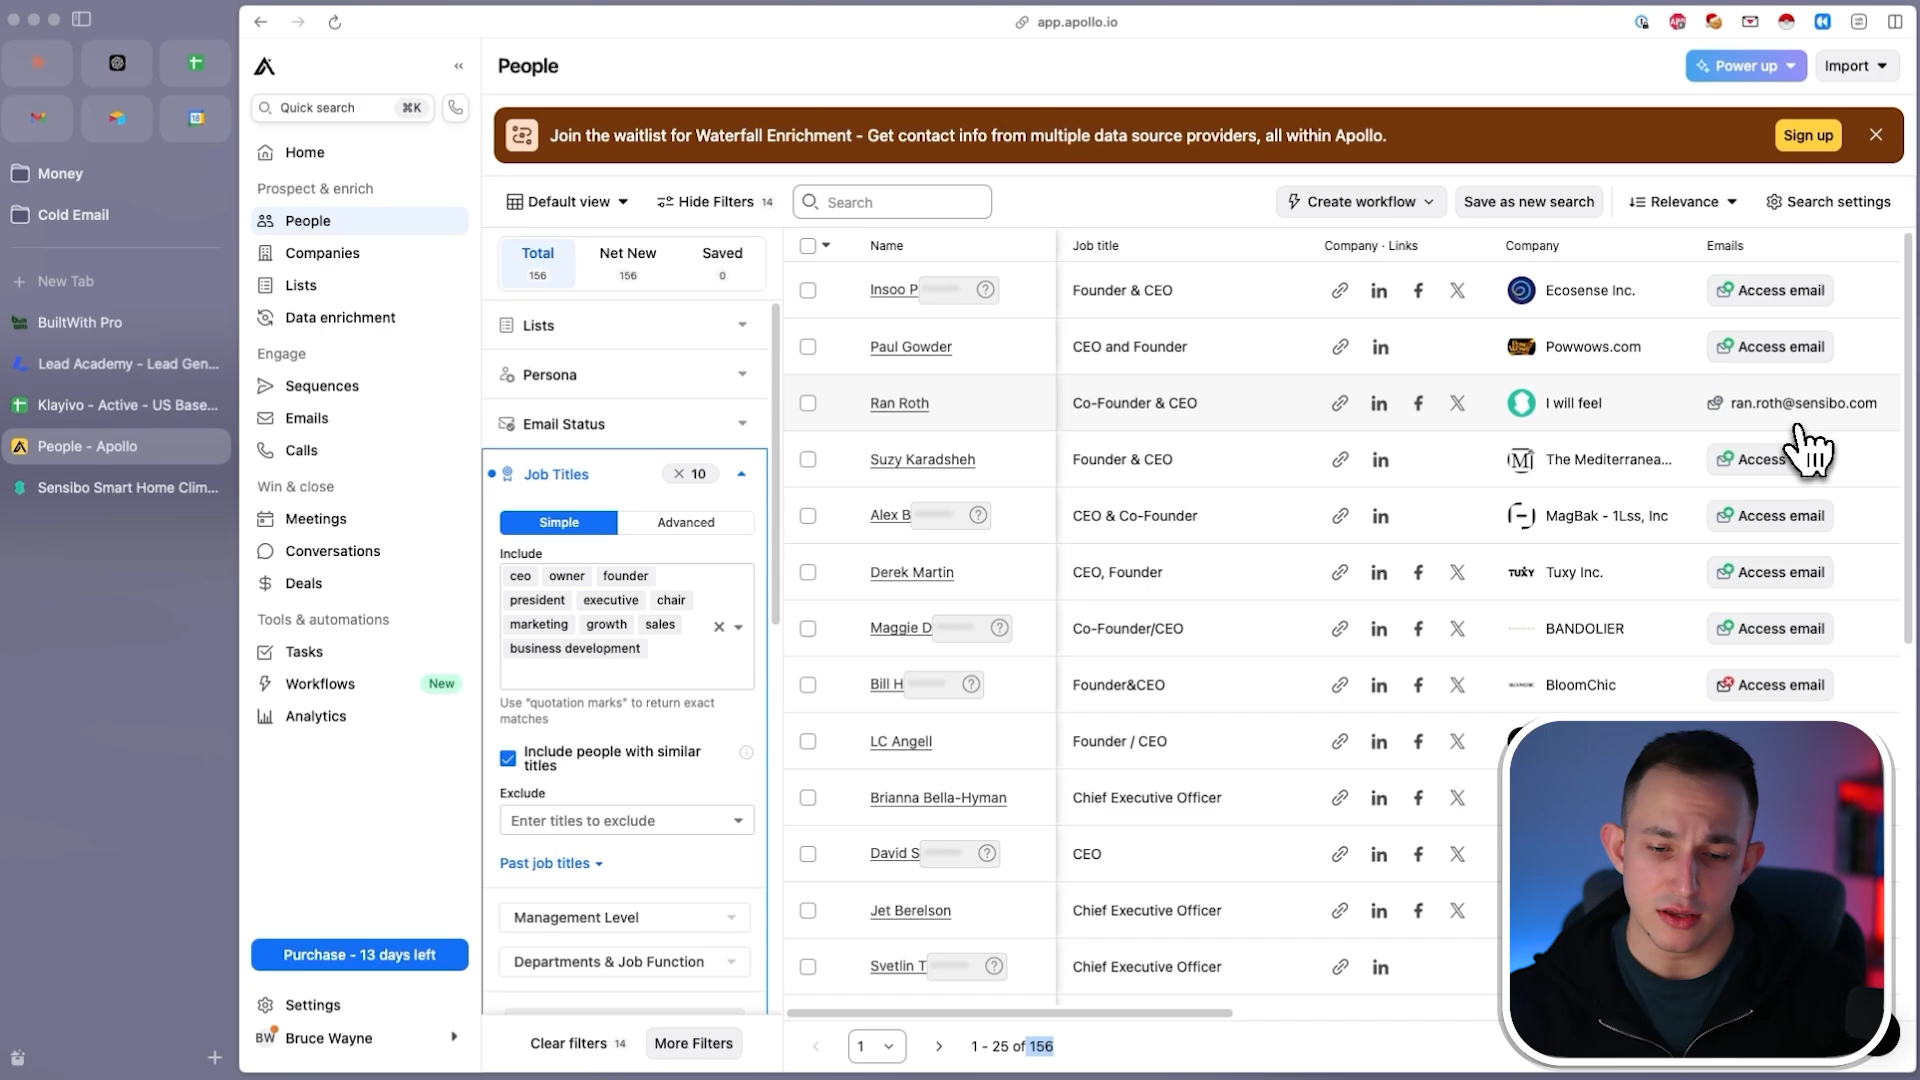 app.apollo.io
18
Money
Cold Email
New Tab
BuiltWith Pro
Lead Academy - Lead Gen...
Klayivo - Active - US Base...
People - Apollo
Sensibo Smart Home Clim...
Quick search ⌘K
Home
Prospect & enrich
People
Companies
Lists
Data enrichment
Engage
Sequences
Emails
Calls
Win & close
Meetings
Conversations
Deals
Tools & automations
Tasks
Workflows New
Analytics
Purchase - 13 days left
Settings
BW Bruce Wayne
People
Power up
Import
Join the waitlist for Waterfall Enrichment - Get contact info from multiple data source providers, all within Apollo.
Sign up
Default view
Hide Filters 14
Search
Create workflow
Save as new search
Relevance
Search settings
Total Net New Saved
156 156 0
Lists
Persona
Email Status
Job Titles 10
Simple Advanced
Include
ceo owner founder
president executive chair
marketing growth sales
business development
Use "quotation marks" to return exact
matches
Include people with similar
titles
Exclude
Enter titles to exclude
Past job titles
Management Level
Departments & Job Function
Clear filters 14 More Filters
Name Job title Company · Links Company Emails
Insoo P Founder & CEO Ecosense Inc. Access email
Paul Gowder CEO and Founder Powwows.com Access email
Ran Roth Co-Founder & CEO I will feel ran.roth@sensibo.com
Suzy Karadsheh Founder & CEO The Mediterranea... Access
Alex B CEO & Co-Founder MagBak - 1Lss, Inc Access email
Derek Martin CEO, Founder TUXY Tuxy Inc. Access email
Maggie D Co-Founder/CEO BANDOLIER Access email
Bill H Founder&CEO BloomChic Access email
LC Angell Founder / CEO
Brianna Bella-Hyman Chief Executive Officer
David S CEO
Jet Berelson Chief Executive Officer
Svetlin T Chief Executive Officer
1 1 - 25 of 156